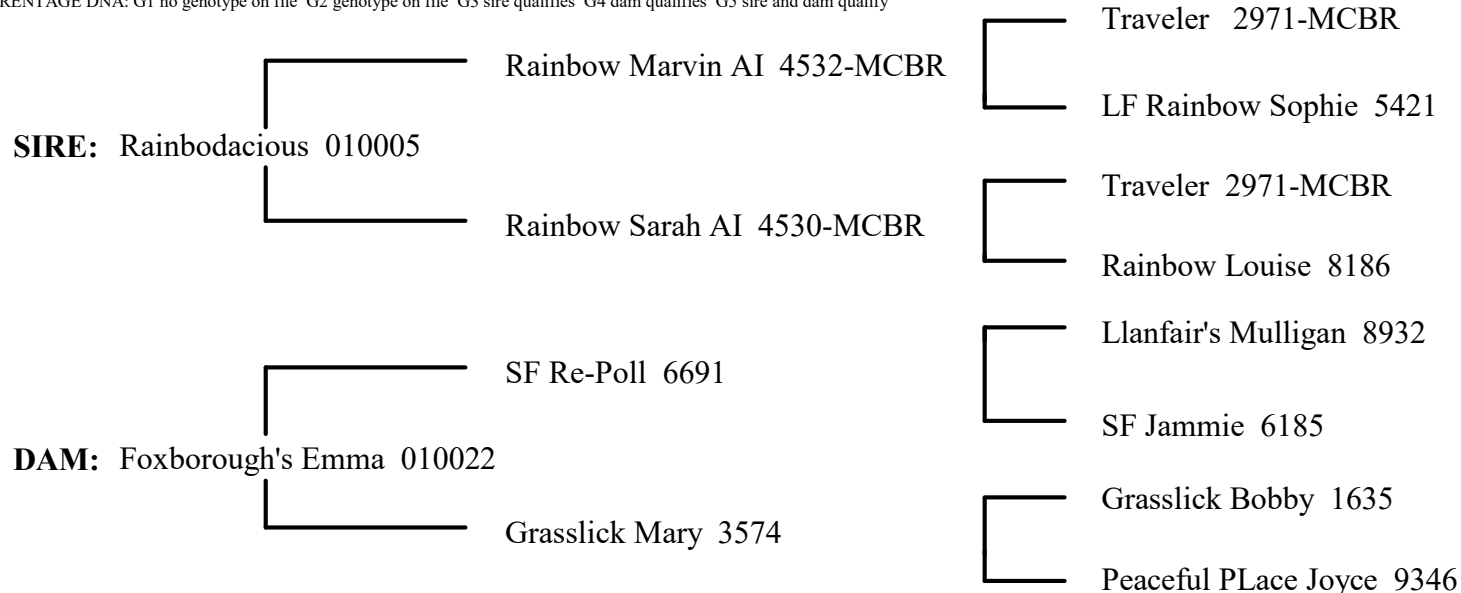 RENTAGE DNA: G1 no genotype on file G2 genotype on file G3 sire qualifies G4 dam qualifies G5 sire and dam qualify
Traveler 2971-MCBR
Rainbow Marvin AI 4532-MCBR
LF Rainbow Sophie 5421
SIRE: Rainbodacious 010005
Traveler 2971-MCBR
Rainbow Sarah AI 4530-MCBR
Rainbow Louise 8186
Llanfair's Mulligan 8932
SF Re-Poll 6691
SF Jammie 6185
DAM: Foxborough's Emma 010022
Grasslick Bobby 1635
Grasslick Mary 3574
Peaceful PLace Joyce 9346